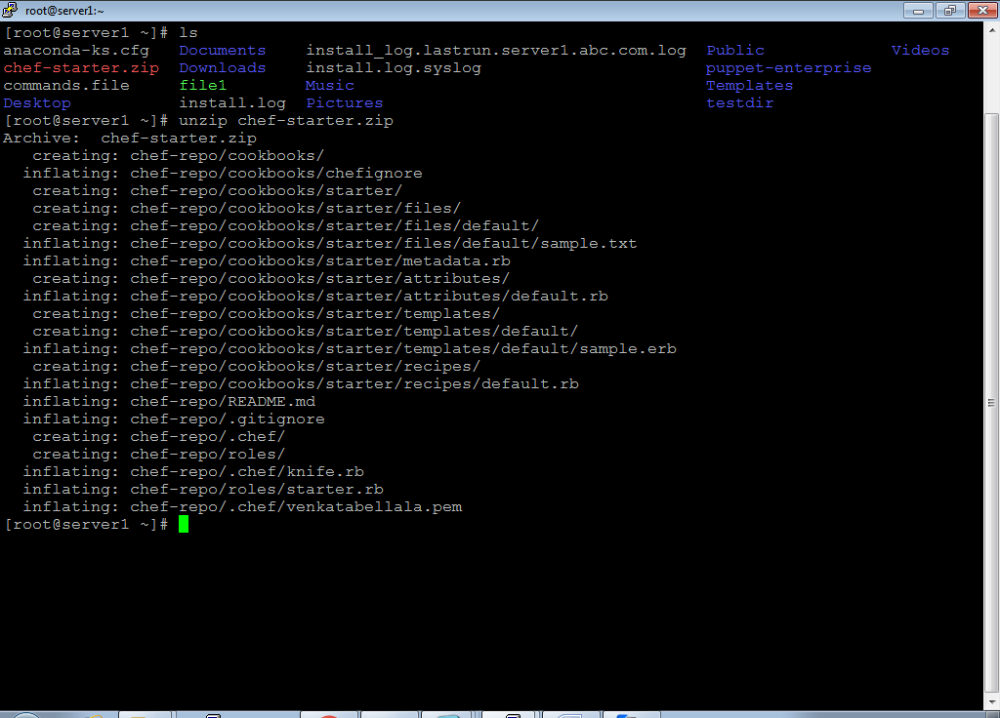 root@server1:~
[root@server1 ~]# ls
anaconda-ks.cfg  Documents  install_log.lastrun.server1.abc.com.log  Public  Videos
chef-starter.zip  Downloads  install.log.syslog  puppet-enterprise
commands.file  file1  Music  Templates
Desktop  install.log  Pictures  testdir
[root@server1 ~]# unzip chef-starter.zip
Archive:  chef-starter.zip
   creating: chef-repo/cookbooks/
  inflating: chef-repo/cookbooks/chefignore
   creating: chef-repo/cookbooks/starter/
   creating: chef-repo/cookbooks/starter/files/
   creating: chef-repo/cookbooks/starter/files/default/
  inflating: chef-repo/cookbooks/starter/files/default/sample.txt
  inflating: chef-repo/cookbooks/starter/metadata.rb
   creating: chef-repo/cookbooks/starter/attributes/
  inflating: chef-repo/cookbooks/starter/attributes/default.rb
   creating: chef-repo/cookbooks/starter/templates/
   creating: chef-repo/cookbooks/starter/templates/default/
  inflating: chef-repo/cookbooks/starter/templates/default/sample.erb
   creating: chef-repo/cookbooks/starter/recipes/
  inflating: chef-repo/cookbooks/starter/recipes/default.rb
  inflating: chef-repo/README.md
  inflating: chef-repo/.gitignore
   creating: chef-repo/.chef/
   creating: chef-repo/roles/
  inflating: chef-repo/.chef/knife.rb
  inflating: chef-repo/roles/starter.rb
  inflating: chef-repo/.chef/venkatabellala.pem
[root@server1 ~]#